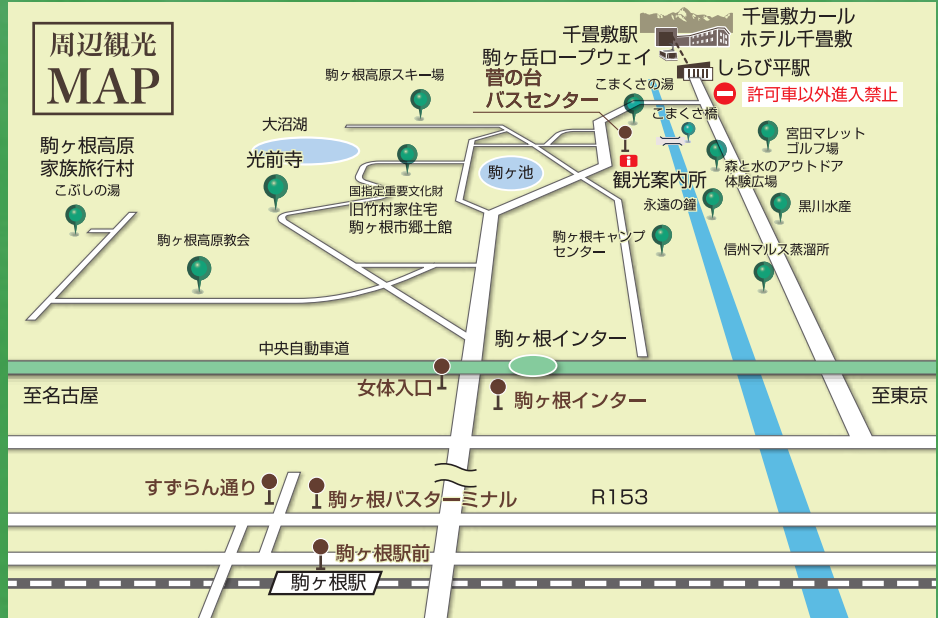 周辺観光
MAP
千畳敷駅
千畳敷カール
ホテル千畳敷
駒ヶ岳ロープウェイ
しらび平駅
許可車以外進入禁止
菅の台
バスセンター
こまくさの湯
こまくさ橋
駒ヶ根高原スキー場
大沼湖
光前寺
駒ヶ根高原
家族旅行村
こぶしの湯
国指定重要文化財
旧竹村家住宅
駒ヶ根市郷土館
駒ヶ池
観光案内所
宮田マレット
ゴルフ場
森と水のアウトドア
体験広場
永遠の鐘
黒川水産
駒ヶ根高原教会
駒ヶ根キャンプ
センター
信州マルス蒸溜所
中央自動車道
駒ヶ根インター
女体入口
駒ヶ根インター
至名古屋
至東京
すずらん通り
駒ヶ根バスターミナル
R153
駒ヶ根駅前
駒ヶ根駅